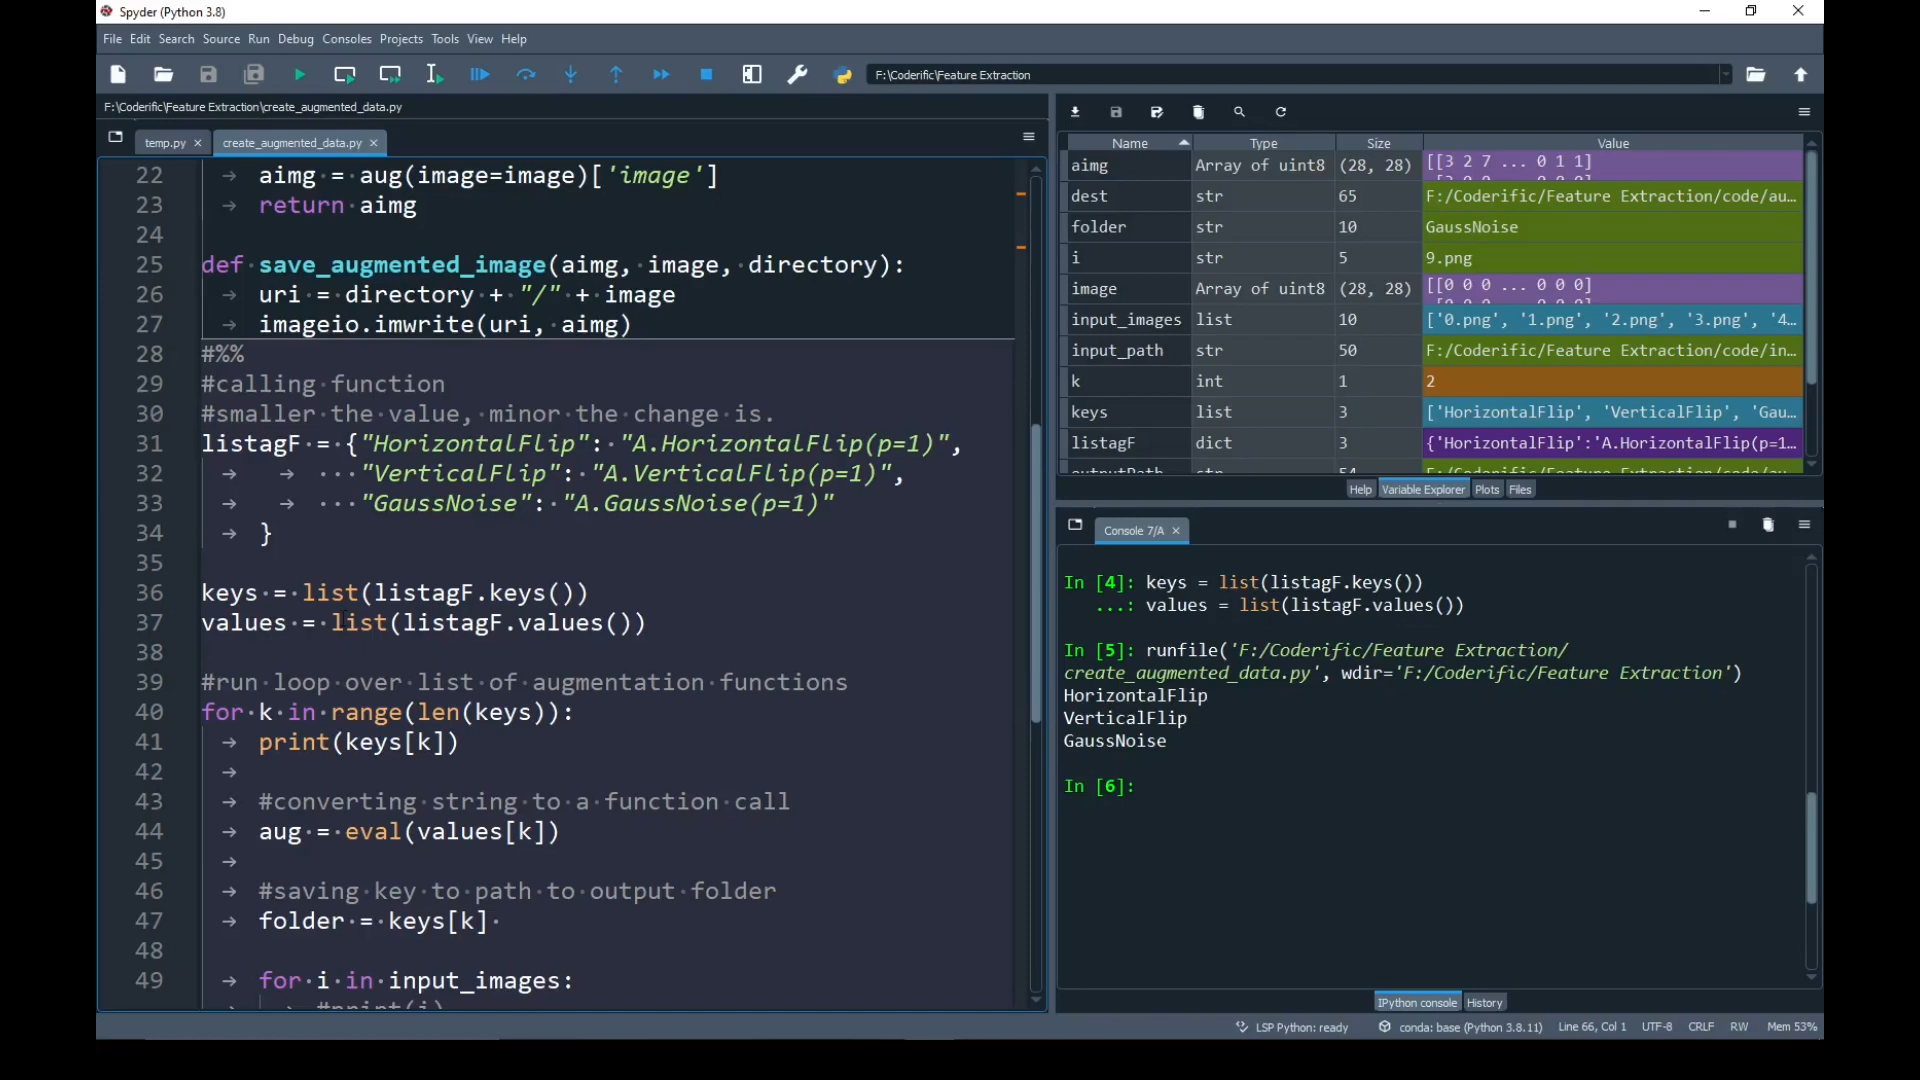 Spyder (Python 3.8)
File Edit Search Source Run Debug Consoles Projects Tools View Help
F:\Coderific\Feature Extraction
F:\Coderific\Feature Extraction\create_augmented_data.py
temp.py
create_augmented_data.py
22 aimg = aug(image=image)['image']
23 return aimg
24
25 def save_augmented_image(aimg, image, directory):
26 uri = directory + "/" + image
27 imageio.imwrite(uri, aimg)
28 #%%
29 #calling function
30 #smaller the value, minor the change is.
31 listagF = {"HorizontalFlip": "A.HorizontalFlip(p=1)",
32 "VerticalFlip": "A.VerticalFlip(p=1)",
33 "GaussNoise": "A.GaussNoise(p=1)"
34 }
35
36 keys = list(listagF.keys())
37 values = list(listagF.values())
38
39 #run loop over list of augmentation functions
40 for k in range(len(keys)):
41 print(keys[k])
42
43 #converting string to a function call
44 aug = eval(values[k])
45
46 #saving key to path to output folder
47 folder = keys[k]
48
49 for i in input_images:
#print(i)
Name Type Size Value
aimg Array of uint8 (28, 28) [[3 2 7 ... 0 1 1]
dest str 65 F:/Coderific/Feature Extraction/code/au...
folder str 10 GaussNoise
i str 5 9.png
image Array of uint8 (28, 28) [[0 0 0 ... 0 0 0]
input_images list 10 ['0.png', '1.png', '2.png', '3.png', '4...
input_path str 50 F:/Coderific/Feature Extraction/code/in...
k int 1 2
keys list 3 ['HorizontalFlip', 'VerticalFlip', 'Gau...
listagF dict 3 {'HorizontalFlip':'A.HorizontalFlip(p=1...
outputPath str 54 F:/Coderific/Feature Extraction/code/au...
Help Variable Explorer Plots Files
Console 7/A
In [4]: keys = list(listagF.keys())
...: values = list(listagF.values())
In [5]: runfile('F:/Coderific/Feature Extraction/
create_augmented_data.py', wdir='F:/Coderific/Feature Extraction')
HorizontalFlip
VerticalFlip
GaussNoise
In [6]:
IPython console History
LSP Python: ready conda: base (Python 3.8.11) Line 66, Col 1 UTF-8 CRLF RW Mem 53%